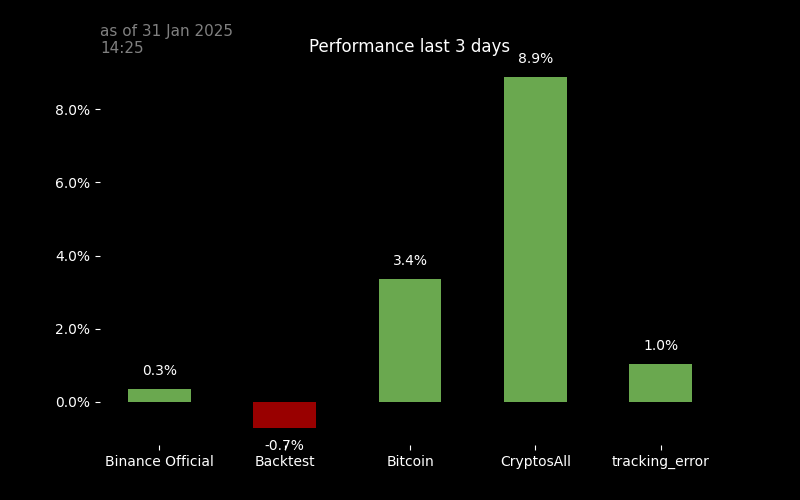 as of 31 Jan 2025
14:25
Performance last 3 days
8.9%
8.0%
6.0%
4.0%
3.4%
2.0%
1.0%
0.3%
0.0%
-0.7%
Binance Official
Backtest
Bitcoin
CryptosAll
tracking_error